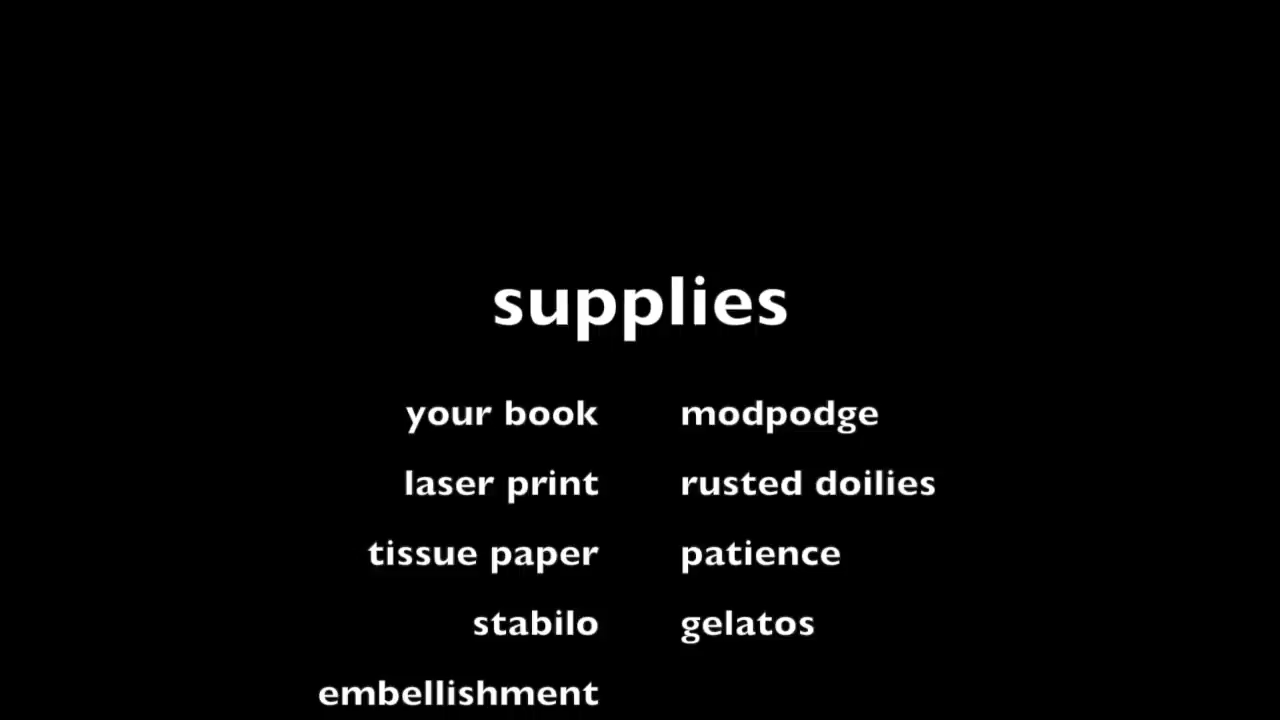 supplies
your book modpodge
laser print rusted doilies
tissue paper patience
stabilo gelatos
embellishment